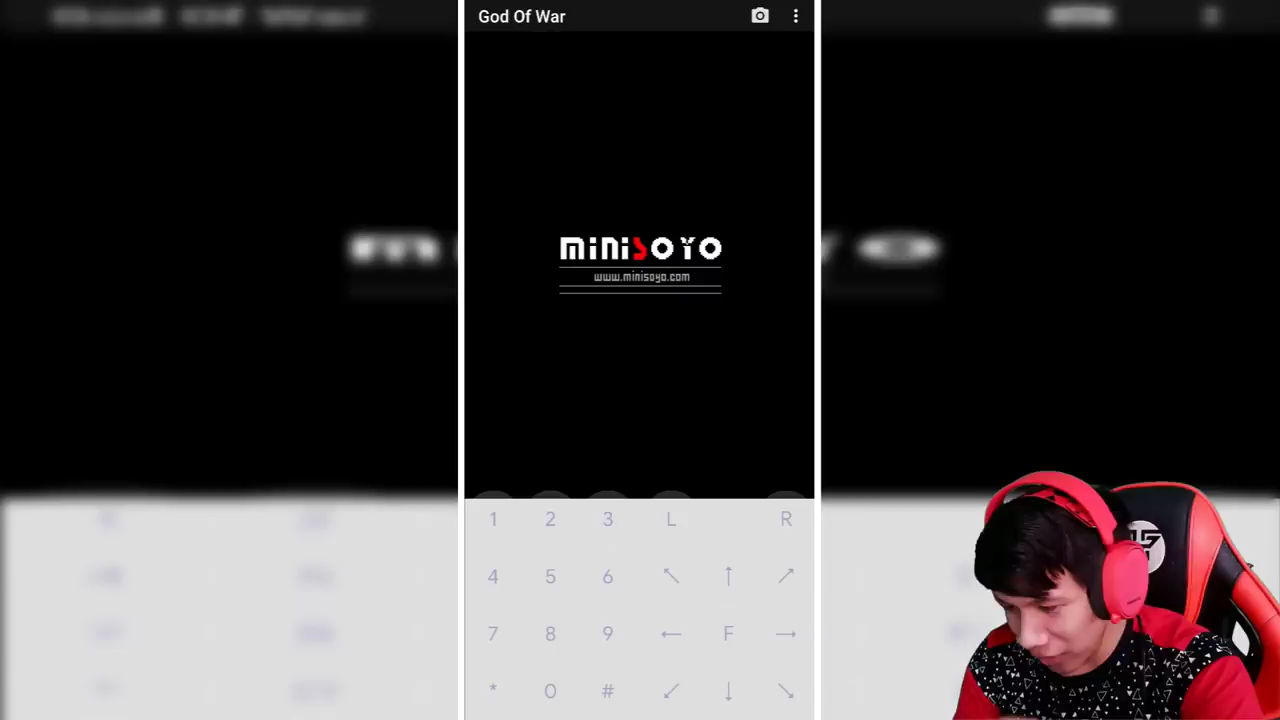 God Of War
miniSOYO
www.minisoyo.com
1 2 3 L R
4 5 6 ↖ ↑ ↗
7 8 9 ← F →
* 0 # ↙ ↓ ↘